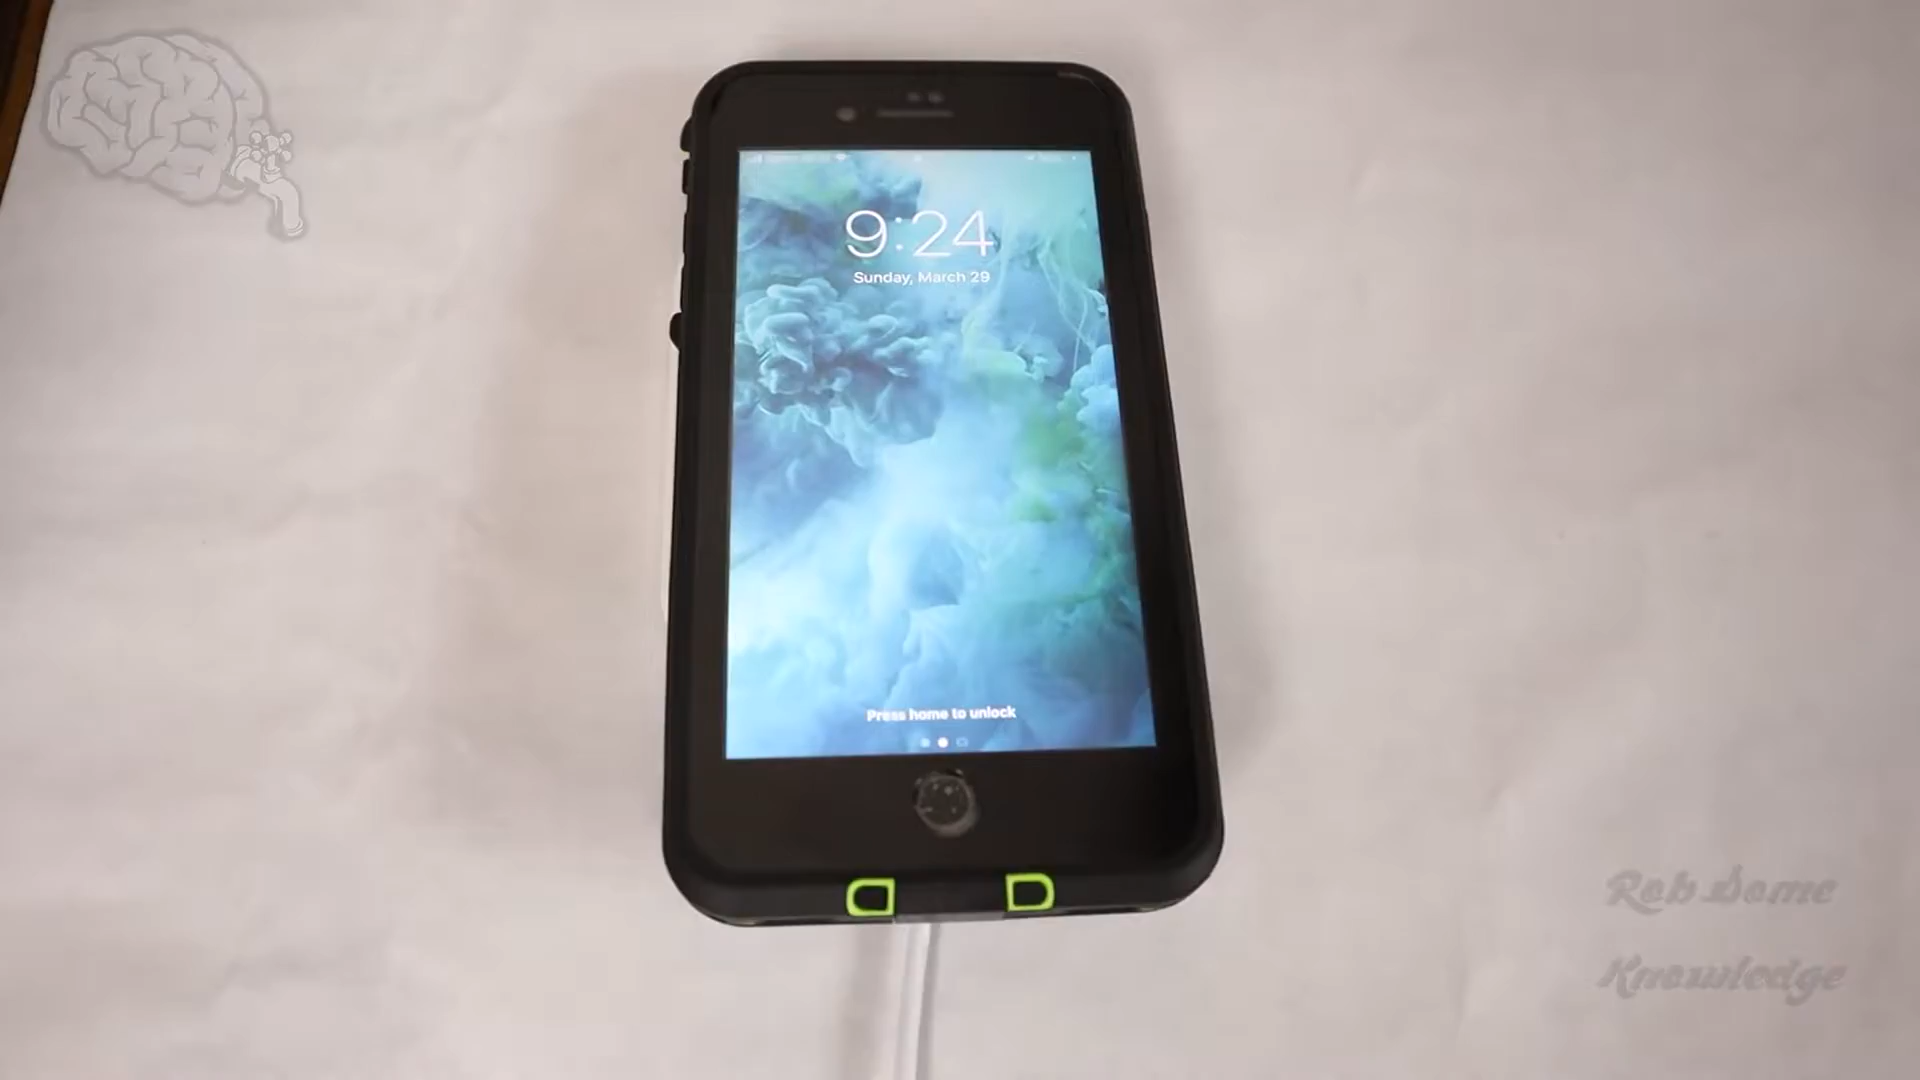 9:24
Sunday, March 29
Press home to unlock
Rob Some
Knowledge